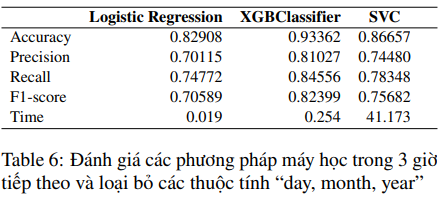 Logistic Regression XGBClassifier SVC
Accuracy 0.82908 0.93362 0.86657
Precision 0.70115 0.81027 0.74480
Recall 0.74772 0.84556 0.78348
F1-score 0.70589 0.82399 0.75682
Time 0.019 0.254 41.173
Table 6: Đánh giá các phương pháp máy học trong 3 giờ
tiếp theo và loại bỏ các thuộc tính “day, month, year”